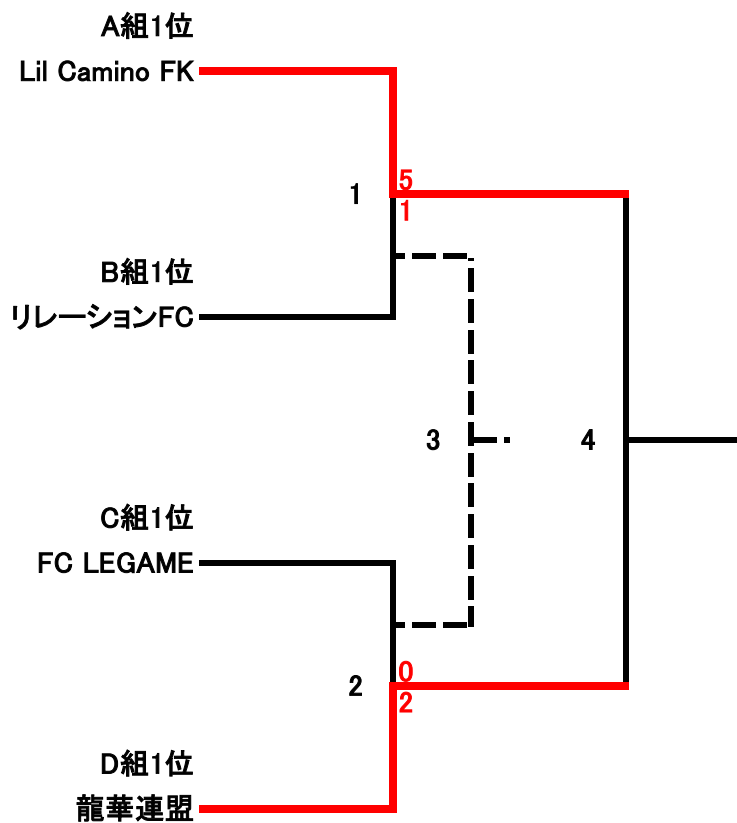 A組1位
Lil Camino FK
5
1
1
B組1位
リレーションFC
3
4
C組1位
FC LEGAME
0
2
2
D組1位
龍華連盟